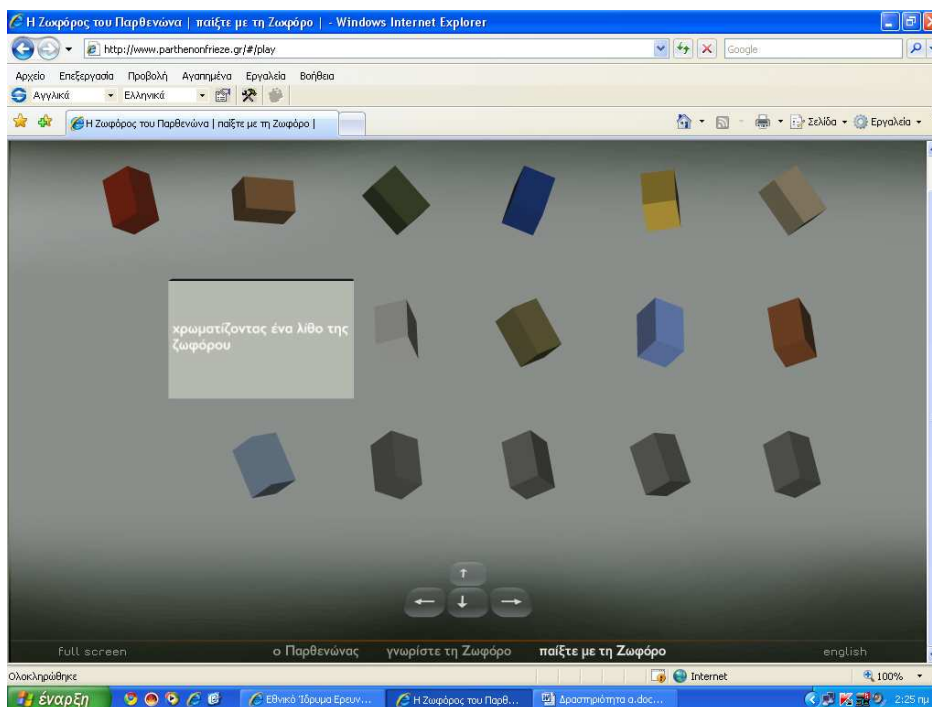 Η Ζωφόρος του Παρθενώνα | παίξτε με τη Ζωφόρο | - Windows Internet Explorer
http://www.parthenonfrieze.gr/#/play
Google
Αρχείο Επεξεργασία Προβολή Αγαπημένα Εργαλεία Βοήθεια
Αγγλικά Ελληνικά
Η Ζωφόρος του Παρθενώνα | παίξτε με τη Ζωφόρο |
Σελίδα Εργαλεία
χρωματίζοντας ένα λίθο της
ζωφόρου
full screen ο Παρθενώνας γνωρίστε τη Ζωφόρο παίξτε με τη Ζωφόρο english
Ολοκληρώθηκε Internet 100%
έναρξη Εθνικό Ίδρυμα Ερευν... Η Ζωφόρος του Παρθ... Δραστηριότητα α.doc... 2:25 πμ